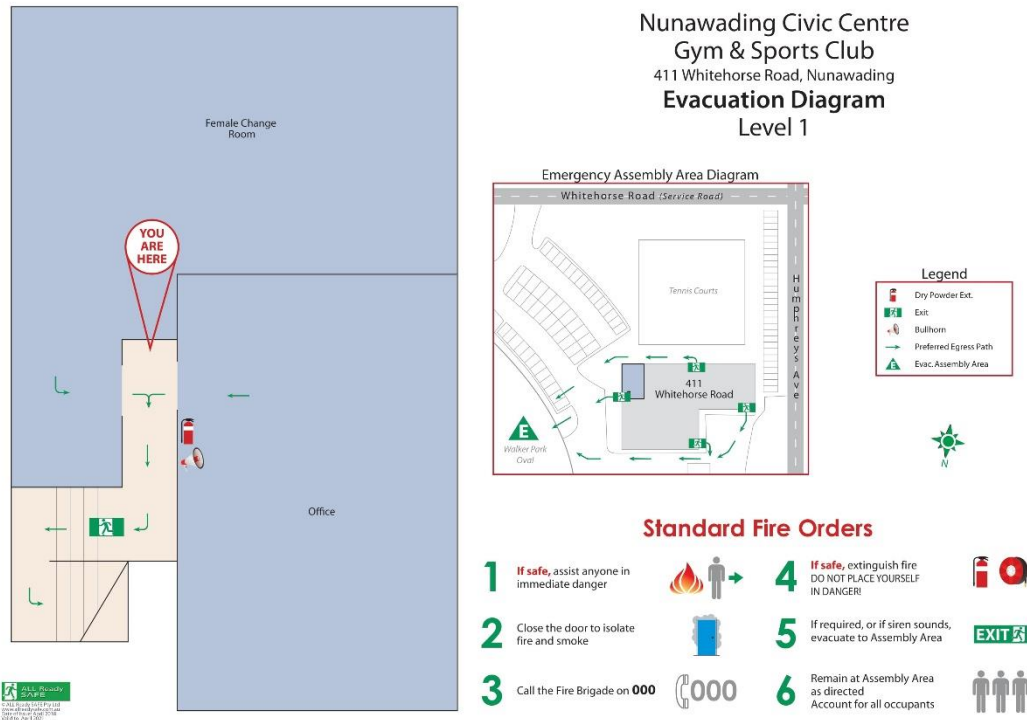 Nunawading Civic Centre
Gym & Sports Club
411 Whitehorse Road, Nunawading
Evacuation Diagram
Level 1
Female Change
Room
YOU
ARE
HERE
Office
Emergency Assembly Area Diagram
Whitehorse Road (Service Road)
Tennis Courts
Humphreys Ave
411
Whitehorse Road
E
Walker Park
Oval
Legend
Dry Powder Ext.
Exit
Bullhorn
Preferred Egress Path
E
Evac. Assembly Area
N
Standard Fire Orders
1
If safe, assist anyone in
immediate danger
2
Close the door to isolate
fire and smoke
3
Call the Fire Brigade on 000
000
4
If safe, extinguish fire
DO NOT PLACE YOURSELF
IN DANGER!
5
If required, or if siren sounds,
evacuate to Assembly Area
EXIT
6
Remain at Assembly Area
as directed
Account for all occupants
ALL Ready
SAFE
© ALL Ready SAFE Pty Ltd